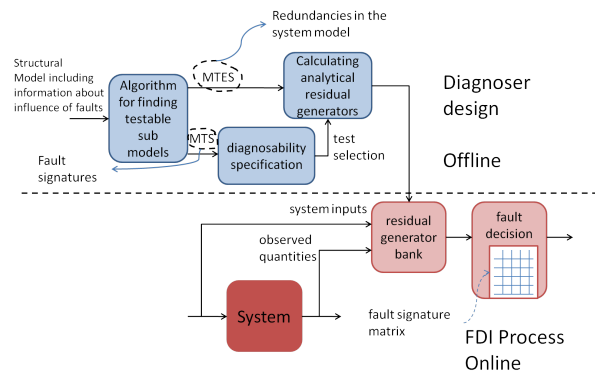 Redundancies in the
system model
Structural
Model including
information about
influence of faults
MTES
Algorithm
for finding
testable
sub
models
Calculating
analytical
residual
generators
Diagnoser
design
MTS
diagnosability
specification
test
selection
Fault
signatures
Offline
system inputs
observed
quantities
residual
generator
bank
fault
decision
System
fault signature
matrix
FDI Process
Online